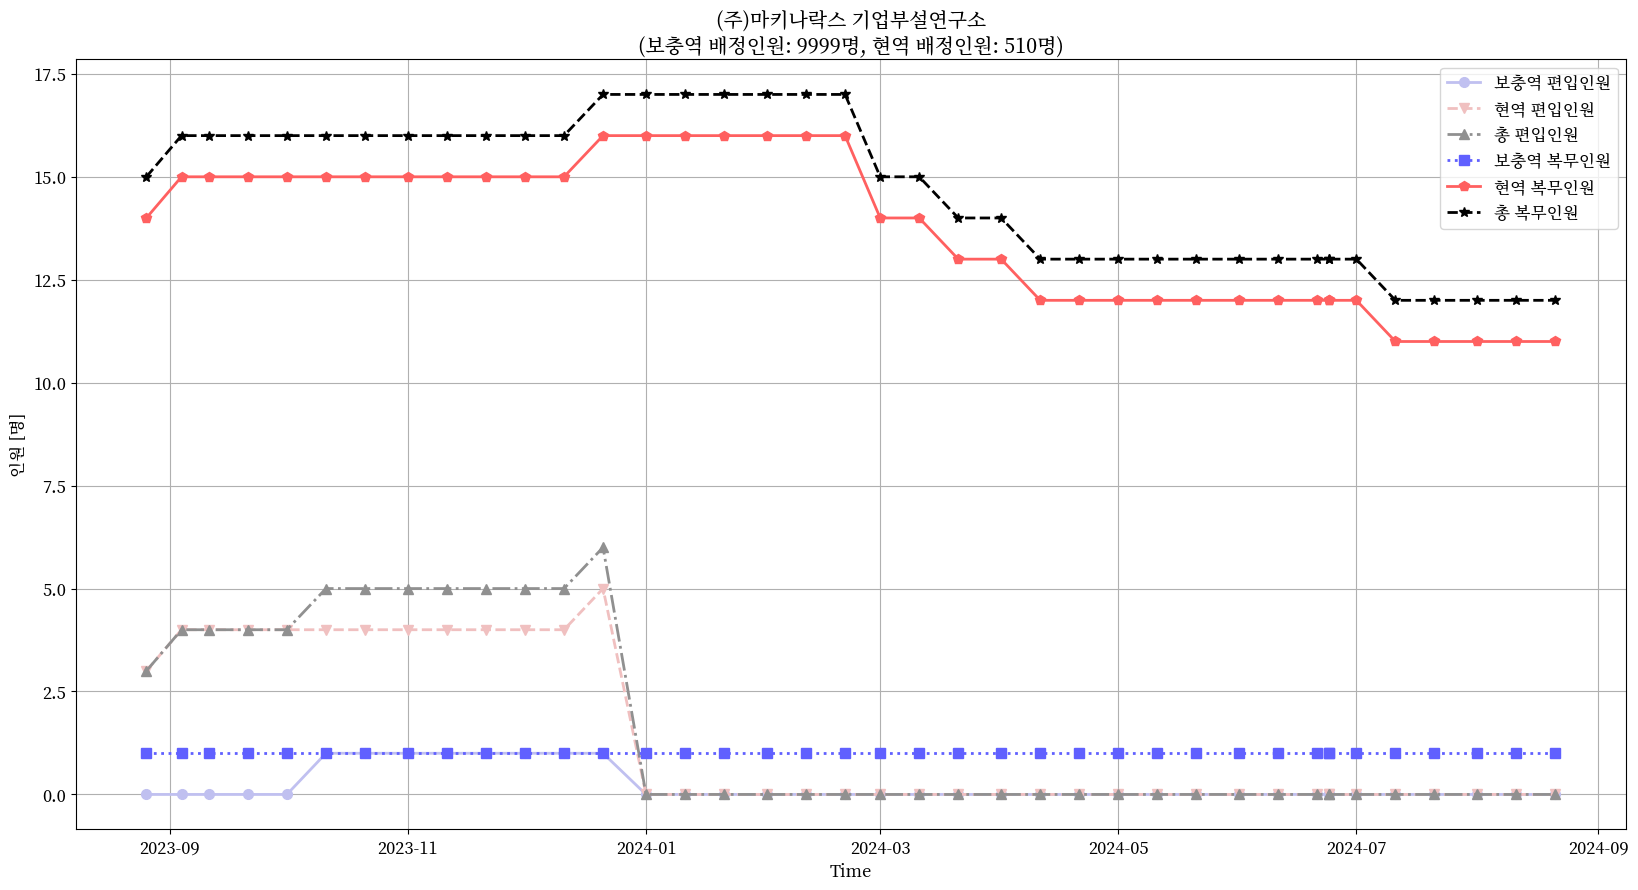 (주)마키나락스 기업부설연구소
(보충역 배정인원: 9999명, 현역 배정인원: 510명)
17.5
15.0
12.5
10.0
7.5
5.0
2.5
0.0
인원 [명]
보충역 편입인원
현역 편입인원
총 편입인원
보충역 복무인원
현역 복무인원
총 복무인원
2023-09
2023-11
2024-01
2024-03
2024-05
2024-07
2024-09
Time